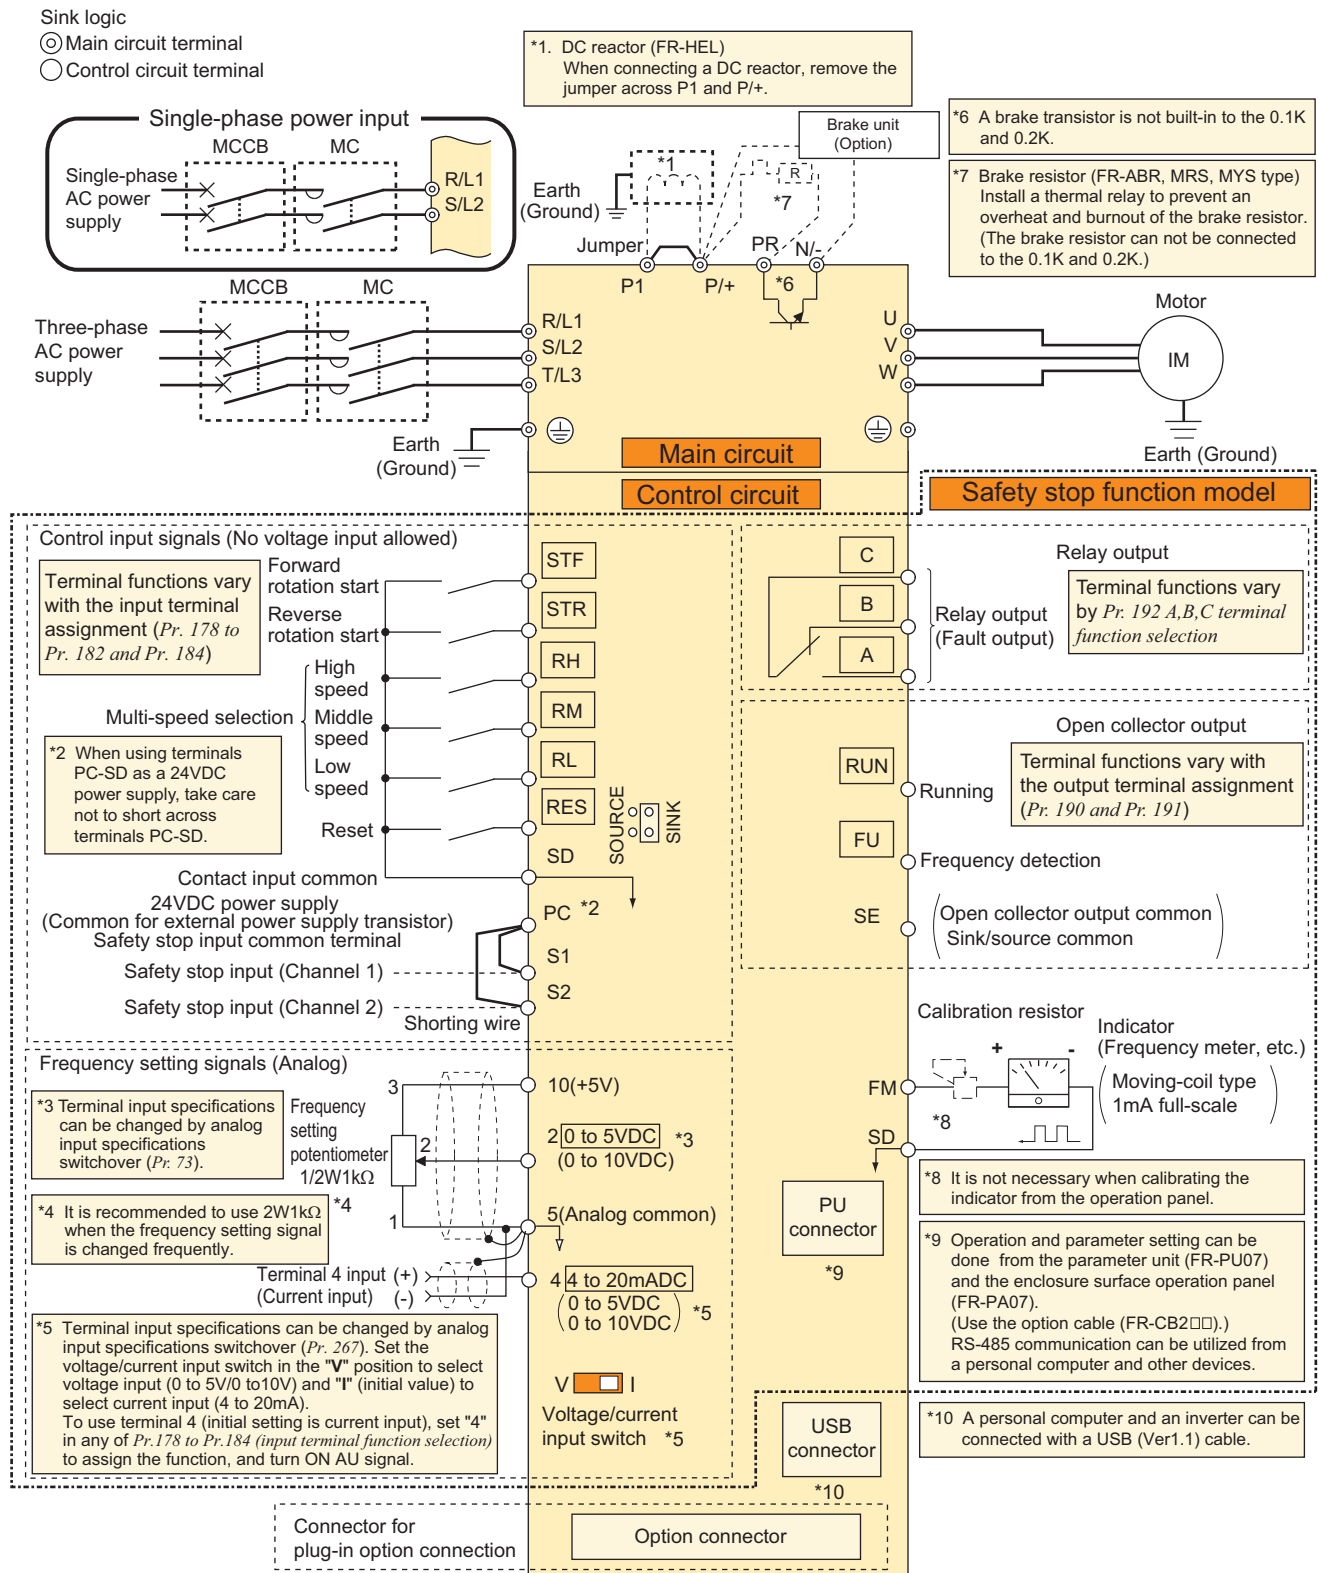 Sink logic
Main circuit terminal
Control circuit terminal
*1. DC reactor (FR-HEL)
When connecting a DC reactor, remove the
jumper across P1 and P/+.
Single-phase power input
MCCB
MC
Single-phase
AC power
supply
R/L1
S/L2
Earth
(Ground)
*1
Brake unit
(Option)
R
*7
Jumper
P1
P/+
PR
N/-
*6
*6 A brake transistor is not built-in to the 0.1K
and 0.2K.
*7 Brake resistor (FR-ABR, MRS, MYS type)
Install a thermal relay to prevent an
overheat and burnout of the brake resistor.
(The brake resistor can not be connected
to the 0.1K and 0.2K.)
MCCB
MC
Three-phase
AC power
supply
R/L1
S/L2
T/L3
U
V
W
Motor
IM
Earth
(Ground)
Earth (Ground)
Main circuit
Control circuit
Safety stop function model
Control input signals (No voltage input allowed)
Terminal functions vary
with the input terminal
assignment (Pr. 178 to
Pr. 182 and Pr. 184)
Forward
rotation start
Reverse
rotation start
High
speed
Multi-speed selection
Middle
speed
Low
speed
Reset
*2 When using terminals
PC-SD as a 24VDC
power supply, take care
not to short across
terminals PC-SD.
STF
STR
RH
RM
RL
RES
SD
SOURCE
SINK
Contact input common
24VDC power supply
(Common for external power supply transistor)
Safety stop input common terminal
PC *2
Safety stop input (Channel 1)
S1
Safety stop input (Channel 2)
S2
Shorting wire
C
B
A
Relay output
Relay output
(Fault output)
Terminal functions vary
by Pr. 192 A,B,C terminal
function selection
Open collector output
RUN
Running
Terminal functions vary with
the output terminal assignment
(Pr. 190 and Pr. 191)
FU
Frequency detection
SE
Open collector output common
Sink/source common
Frequency setting signals (Analog)
*3 Terminal input specifications
can be changed by analog
input specifications
switchover (Pr. 73).
Frequency
setting
potentiometer
1/2W1kΩ
*4
3
2
1
*4 It is recommended to use 2W1kΩ
when the frequency setting signal
is changed frequently.
10(+5V)
2 0 to 5VDC *3
(0 to 10VDC)
5(Analog common)
Terminal 4 input (+)
(Current input) (-)
4 4 to 20mADC
0 to 5VDC
0 to 10VDC
*5
*5 Terminal input specifications can be changed by analog
input specifications switchover (Pr. 267). Set the
voltage/current input switch in the "V" position to select
voltage input (0 to 5V/0 to10V) and "I" (initial value) to
select current input (4 to 20mA).
To use terminal 4 (initial setting is current input), set "4"
in any of Pr.178 to Pr.184 (input terminal function selection)
to assign the function, and turn ON AU signal.
V
I
Voltage/current
input switch *5
Calibration resistor
Indicator
(Frequency meter, etc.)
+
-
FM
*8
Moving-coil type
1mA full-scale
SD
PU
connector
*9
*8 It is not necessary when calibrating the
indicator from the operation panel.
*9 Operation and parameter setting can be
done from the parameter unit (FR-PU07)
and the enclosure surface operation panel
(FR-PA07).
(Use the option cable (FR-CB2□□).)
RS-485 communication can be utilized from
a personal computer and other devices.
USB
connector
*10
*10 A personal computer and an inverter can be
connected with a USB (Ver1.1) cable.
Connector for
plug-in option connection
Option connector